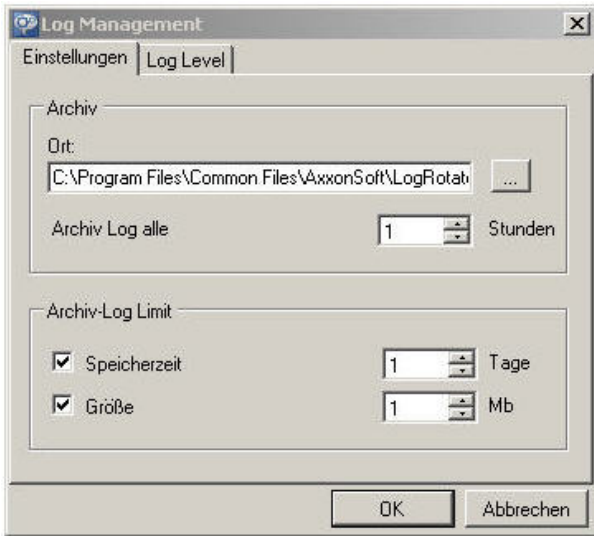 Log Management
Einstellungen Log Level
Archiv
Ort:
C:\Program Files\Common Files\AxxonSoft\LogRotat
...
Archiv Log alle 1 Stunden
Archiv-Log Limit
Speicherzeit 1 Tage
Größe 1 Mb
OK Abbrechen